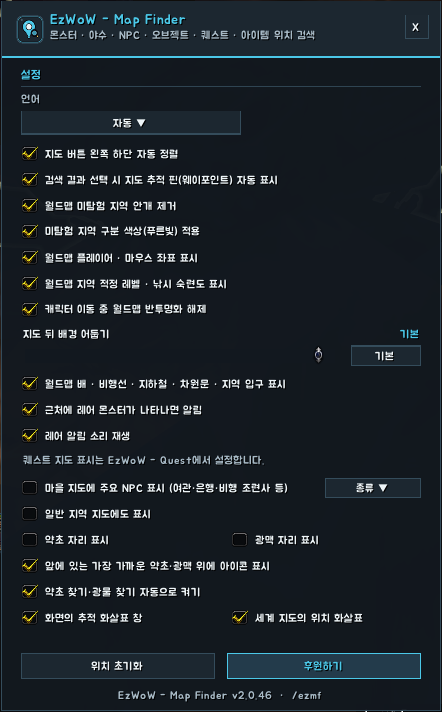 EzWoW - Map Finder
몬스터 · 야수 · NPC · 오브젝트 · 퀘스트 · 아이템 위치 검색
X
설정
언어
자동 ▼
지도 버튼 왼쪽 하단 자동 정렬
검색 결과 선택 시 지도 추적 핀(웨이포인트) 자동 표시
월드맵 미탐험 지역 안개 제거
미탐험 지역 구분 색상(푸른빛) 적용
월드맵 플레이어 · 마우스 좌표 표시
월드맵 지역 적정 레벨 · 낚시 숙련도 표시
캐릭터 이동 중 월드맵 반투명화 해제
지도 뒤 배경 어둡기 기본
기본
월드맵 배 · 비행선 · 지하철 · 차원문 · 지역 입구 표시
근처에 레어 몬스터가 나타나면 알림
레어 알림 소리 재생
퀘스트 지도 표시는 EzWoW - Quest에서 설정합니다.
마을 지도에 주요 NPC 표시 (여관·은행·비행 조련사 등) 종류 ▼
일반 지역 지도에도 표시
약초 자리 표시 광맥 자리 표시
앞에 있는 가장 가까운 약초·광맥 위에 아이콘 표시
약초 찾기·광물 찾기 자동으로 켜기
화면의 추적 화살표 창 세계 지도의 위치 화살표
위치 초기화 후원하기
EzWoW - Map Finder v2.0.46 · /ezmf